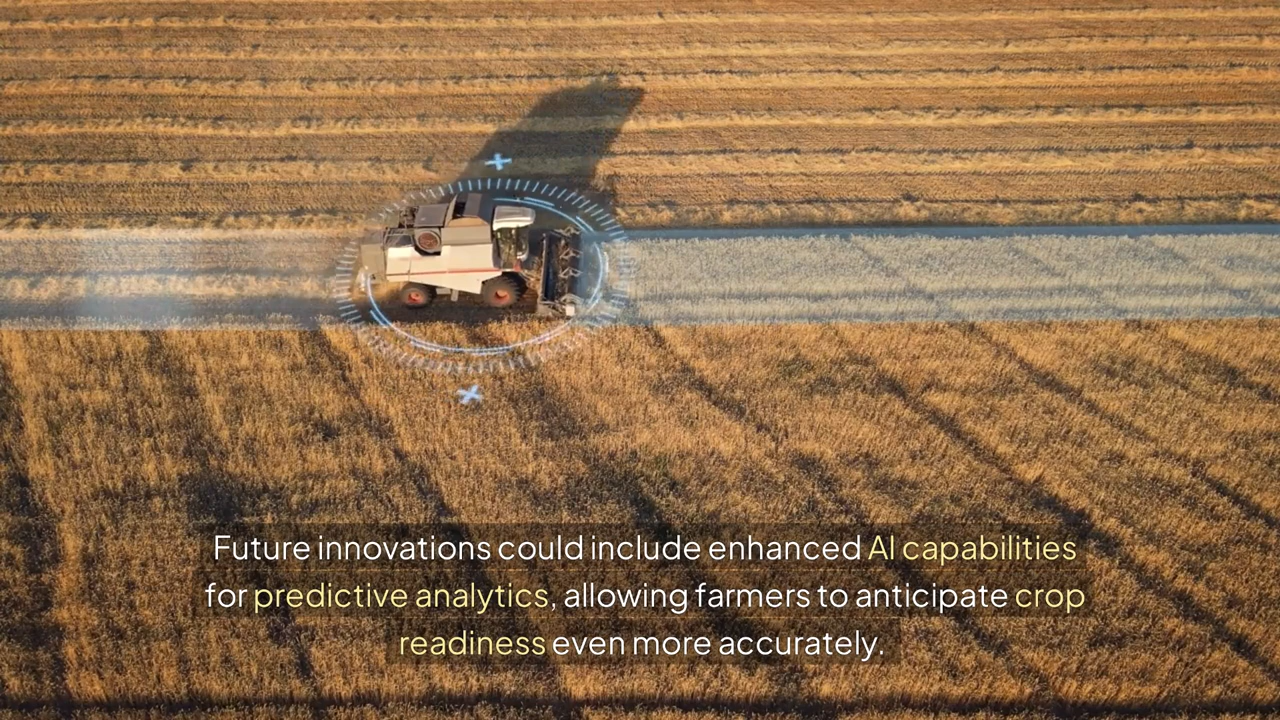 Future innovations could include enhanced AI capabilities
for predictive analytics, allowing farmers to anticipate crop
readiness even more accurately.